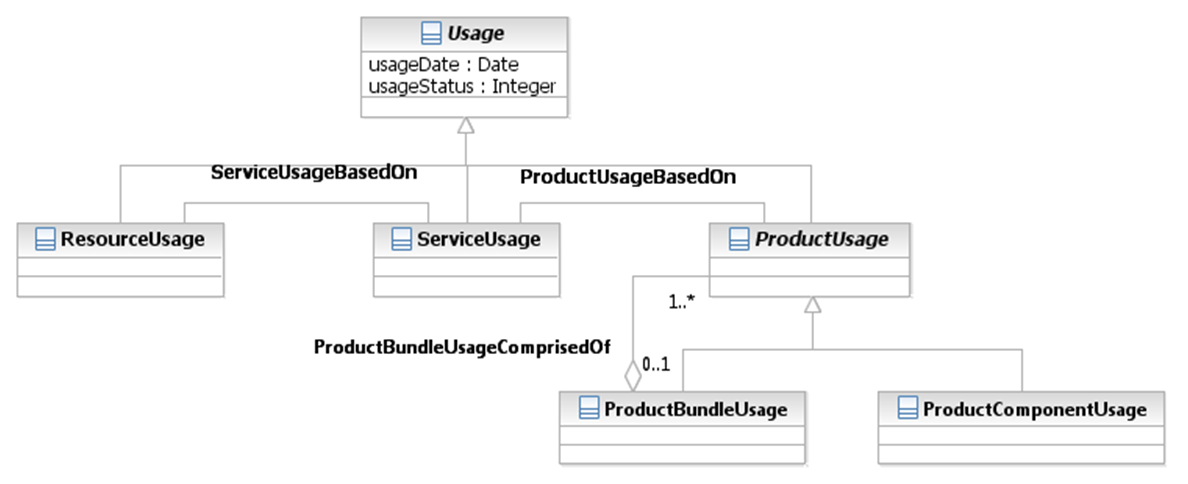 Usage
usageDate : Date
usageStatus : Integer
ServiceUsageBasedOn
ProductUsageBasedOn
ResourceUsage
ServiceUsage
ProductUsage
1..*
ProductBundleUsageComprisedOf
0..1
ProductBundleUsage
ProductComponentUsage